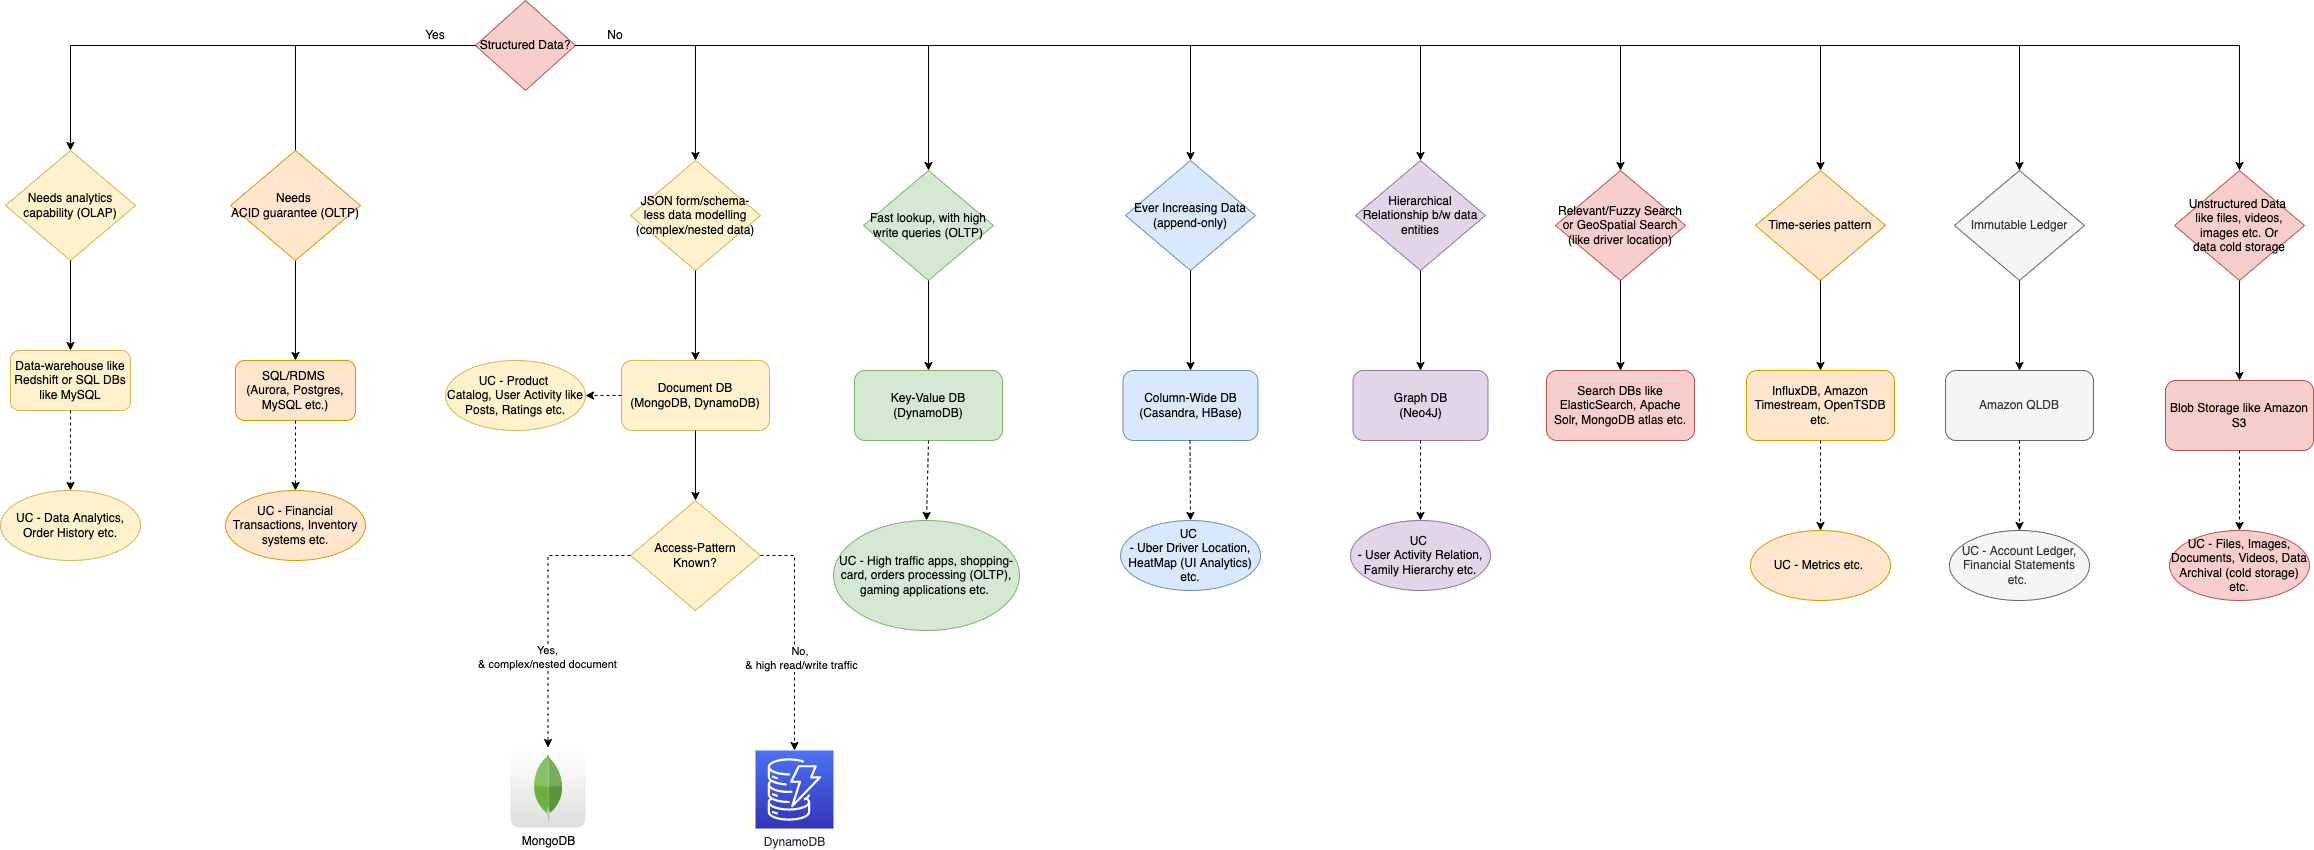 Yes
Structured Data?
No
Needs analytics
capability (OLAP)
Needs
ACID guarantee (OLTP)
JSON form/schema-
less data modelling
(complex/nested data)
Fast lookup, with high
write queries (OLTP)
Ever Increasing Data
(append-only)
Hierarchical
Relationship b/w data
entities
Relevant/Fuzzy Search
or GeoSpatial Search
(like driver location)
Time-series pattern
Immutable Ledger
Unstructured Data
like files, videos,
images etc. Or
data cold storage
Data-warehouse like
Redshift or SQL DBs
like MySQL
SQL/RDMS
(Aurora, Postgres,
MySQL etc.)
UC - Product
Catalog, User Activity like
Posts, Ratings etc.
Document DB
(MongoDB, DynamoDB)
Key-Value DB
(DynamoDB)
Column-Wide DB
(Casandra, HBase)
Graph DB
(Neo4J)
Search DBs like
ElasticSearch, Apache
Solr, MongoDB atlas etc.
InfluxDB, Amazon
Timestream, OpenTSDB
etc.
Amazon QLDB
Blob Storage like Amazon
S3
UC - Data Analytics,
Order History etc.
UC - Financial
Transactions, Inventory
systems etc.
Access-Pattern
Known?
UC - High traffic apps, shopping-
card, orders processing (OLTP),
gaming applications etc.
UC
- Uber Driver Location,
HeatMap (UI Analytics)
etc.
UC
- User Activity Relation,
Family Hierarchy etc.
UC - Metrics etc.
UC - Account Ledger,
Financial Statements
etc.
UC - Files, Images,
Documents, Videos, Data
Archival (cold storage)
etc.
Yes,
& complex/nested document
No,
& high read/write traffic
MongoDB
DynamoDB